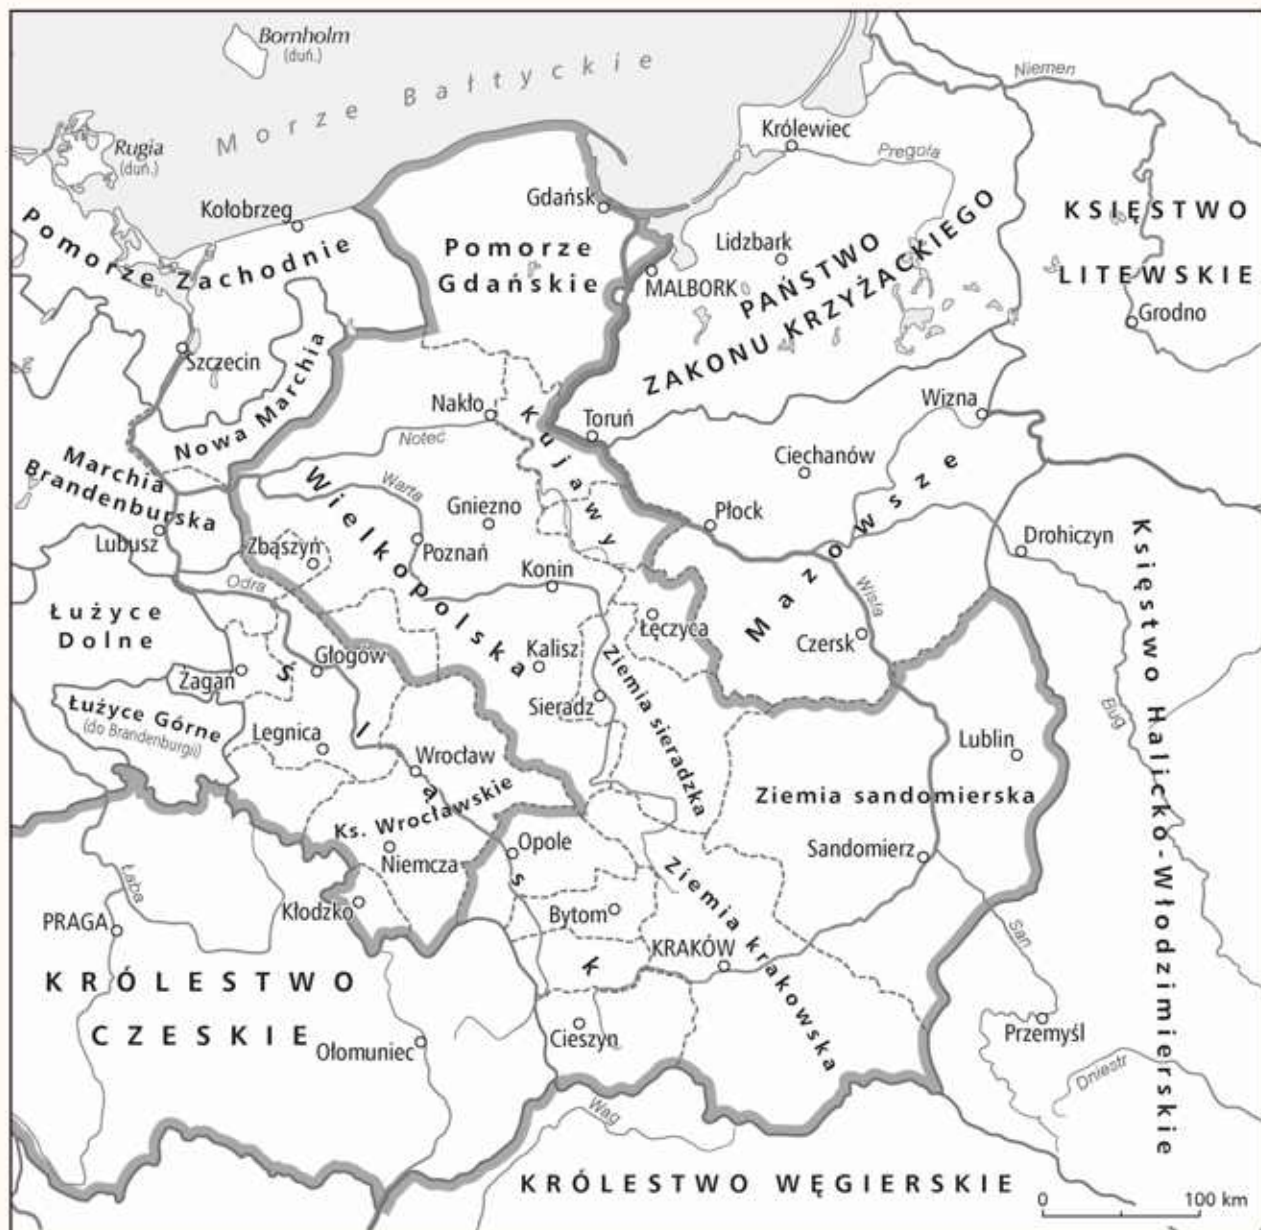 Bornholm
(duń.)
Morze Bałtyckie
Rugia
(duń.)
Niemen
Królewiec
Pregoła
Kołobrzeg
Gdańsk
KSIĘSTWO
LITEWSKIE
Pomorze Zachodnie
Pomorze
Gdańskie
Lidzbark
MALBORK
PAŃSTWO
ZAKONU KRZYŻACKIEGO
Grodno
Szczecin
Nowa Marchia
Nakło
Kujawy
Toruń
Wizna
Noteć
Ciechanów
Marchia
Brandenburska
Wielkopolska
Warta
Gniezno
Płock
Mazowsze
Lubusz
Zbąszyń
Poznań
Drohiczyn
Konin
Odra
Wisła
Łużyce
Dolne
Łęczyca
Czersk
Kalisz
Głogów
Żagań
Śląsk
Sieradz
Ziemia sieradzka
Łużyce Górne
(do Brandenburgii)
Legnica
Wrocław
Lublin
Bug
Księstwo Halicko-Włodzimierskie
Ks. Wrocławskie
Ziemia sandomierska
Niemcza
Opole
Sandomierz
Łaba
Kłodzko
Bytom
Ziemia krakowska
PRAGA
KRAKÓW
San
KRÓLESTWO
CZESKIE
Ołomuniec
Cieszyn
Przemyśl
Dniestr
Wag
KRÓLESTWO WĘGIERSKIE
0 100 km